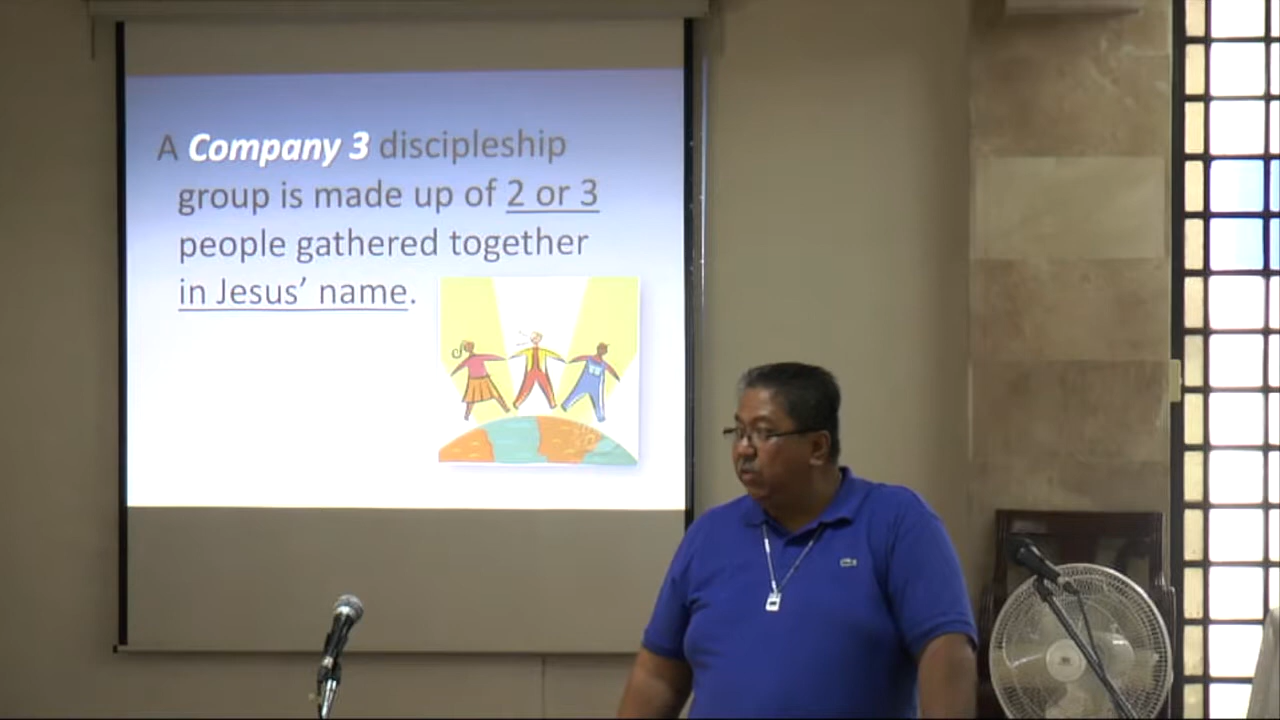 A Company 3 discipleship
group is made up of 2 or 3
people gathered together
in Jesus’ name.